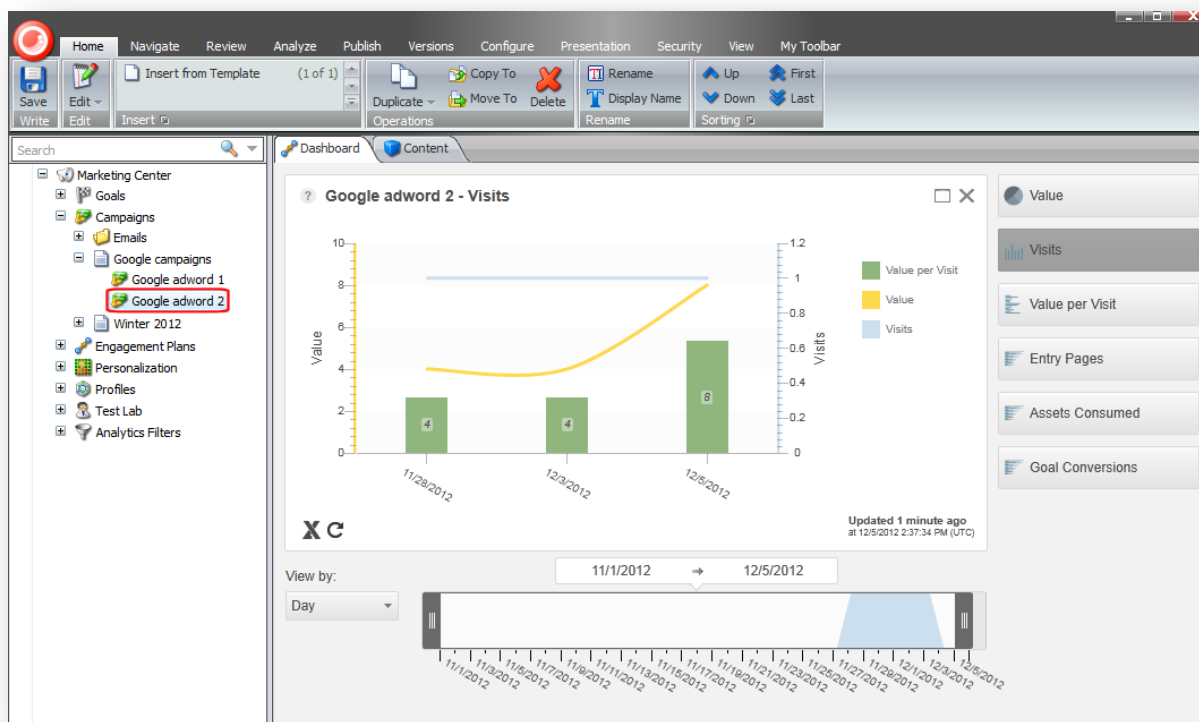 Home Navigate Review Analyze Publish Versions Configure Presentation Security View My Toolbar
Save
Write
Edit
Edit
Insert from Template (1 of 1)
Insert
Duplicate
Copy To
Move To
Delete
Operations
Rename
Display Name
Rename
Up First
Down Last
Sorting
Search
Marketing Center
Goals
Campaigns
Emails
Google campaigns
Google adword 1
Google adword 2
Winter 2012
Engagement Plans
Personalization
Profiles
Test Lab
Analytics Filters
Dashboard Content
? Google adword 2 - Visits
10
8
6
4
2
0
Value
1.2
1
0.8
0.6
0.4
0.2
0
Visits
4
4
8
11/28/2012
12/3/2012
12/5/2012
Value per Visit
Value
Visits
X
Updated 1 minute ago
at 12/5/2012 2:37:34 PM (UTC)
Value
Visits
Value per Visit
Entry Pages
Assets Consumed
Goal Conversions
View by:
Day
11/1/2012 → 12/5/2012
11/1/2012
11/3/2012
11/5/2012
11/7/2012
11/9/2012
11/11/2012
11/13/2012
11/15/2012
11/17/2012
11/19/2012
11/21/2012
11/23/2012
11/25/2012
11/27/2012
11/29/2012
12/1/2012
12/3/2012
12/5/2012